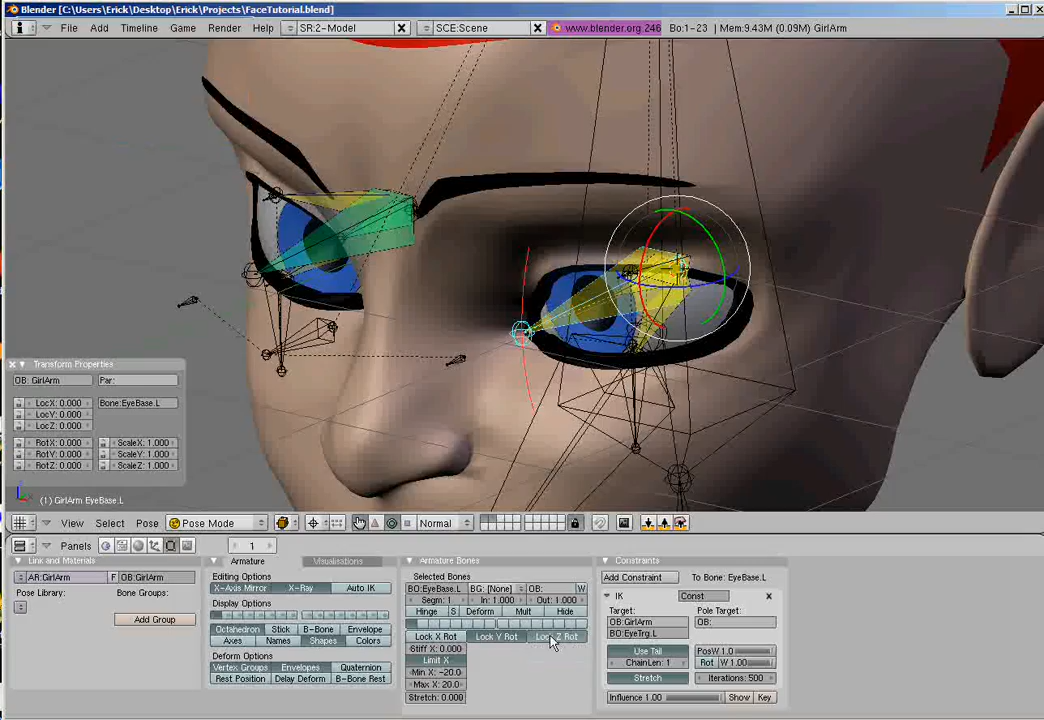 Blender [C:\Users\Erick\Desktop\Erick\Projects\FaceTutorial.blend]
File Add Timeline Game Render Help SR:2-Model SCE:Scene www.blender.org 246 Bo:1-23 | Mem:9.43M (0.09M) GirlArm
Transform Properties
OB: GirlArm Par:
LocX: 0.000 Bone:EyeBase.L
LocY: 0.000
LocZ: 0.000
RotX: 0.000 ScaleX: 1.000
RotY: 0.000 ScaleY: 1.000
RotZ: 0.000 ScaleZ: 1.000
(1) GirlArm EyeBase.L
View Select Pose Pose Mode Normal
Panels 1
Link and Materials Armature Visualisations Armature Bones Constraints
AR:GirlArm F OB:GirlArm
Pose Library: Bone Groups:
Add Group
Editing Options
X-Axis Mirror X-Ray Auto IK
Display Options
Octahedron Stick B-Bone Envelope
Axes Names Shapes Colors
Deform Options
Vertex Groups Envelopes Quaternion
Rest Position Delay Deform B-Bone Rest
Selected Bones
BO:EyeBase.L BG: [None] OB: W
Segm: 1 In: 1.000 Out: 1.000
Hinge S Deform Mult Hide
Lock X Rot Lock Y Rot Lock Z Rot
Stiff X: 0.000
Limit X
Min X: -20.0
Max X: 20.0
Stretch: 0.000
Add Constraint To Bone: EyeBase.L
IK Const
Target: Pole Target:
OB:GirlArm OB:
BO:EyeTrg.L
Use Tail PosW 1.0
ChainLen: 1 Rot W 1.00
Stretch Iterations: 500
Influence 1.00 Show Key